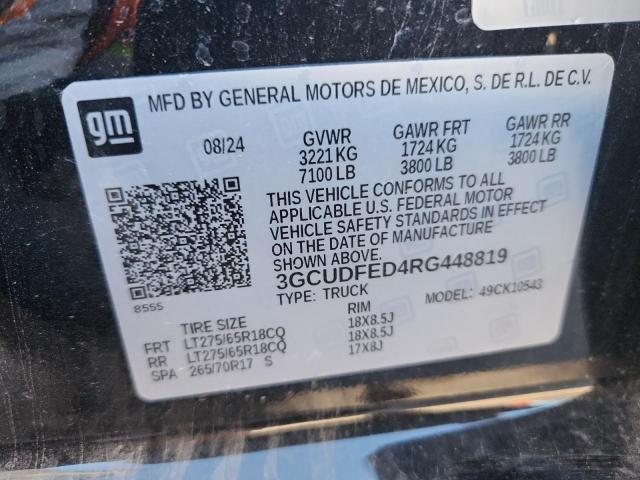 MFD BY GENERAL MOTORS DE MEXICO, S. DE R.L. DE C.V.
gm
08/24 GVWR GAWR FRT GAWR RR
3221 KG 1724 KG 1724 KG
7100 LB 3800 LB 3800 LB
THIS VEHICLE CONFORMS TO ALL
APPLICABLE U.S. FEDERAL MOTOR
VEHICLE SAFETY STANDARDS IN EFFECT
ON THE DATE OF MANUFACTURE
SHOWN ABOVE.
3GCUDFED4RG448819
8555 TYPE: TRUCK MODEL: 49CK10543
TIRE SIZE RIM
FRT LT275/65R18CQ 18X8.5J
RR LT275/65R18CQ 18X8.5J
SPA 265/70R17 S 17X8J